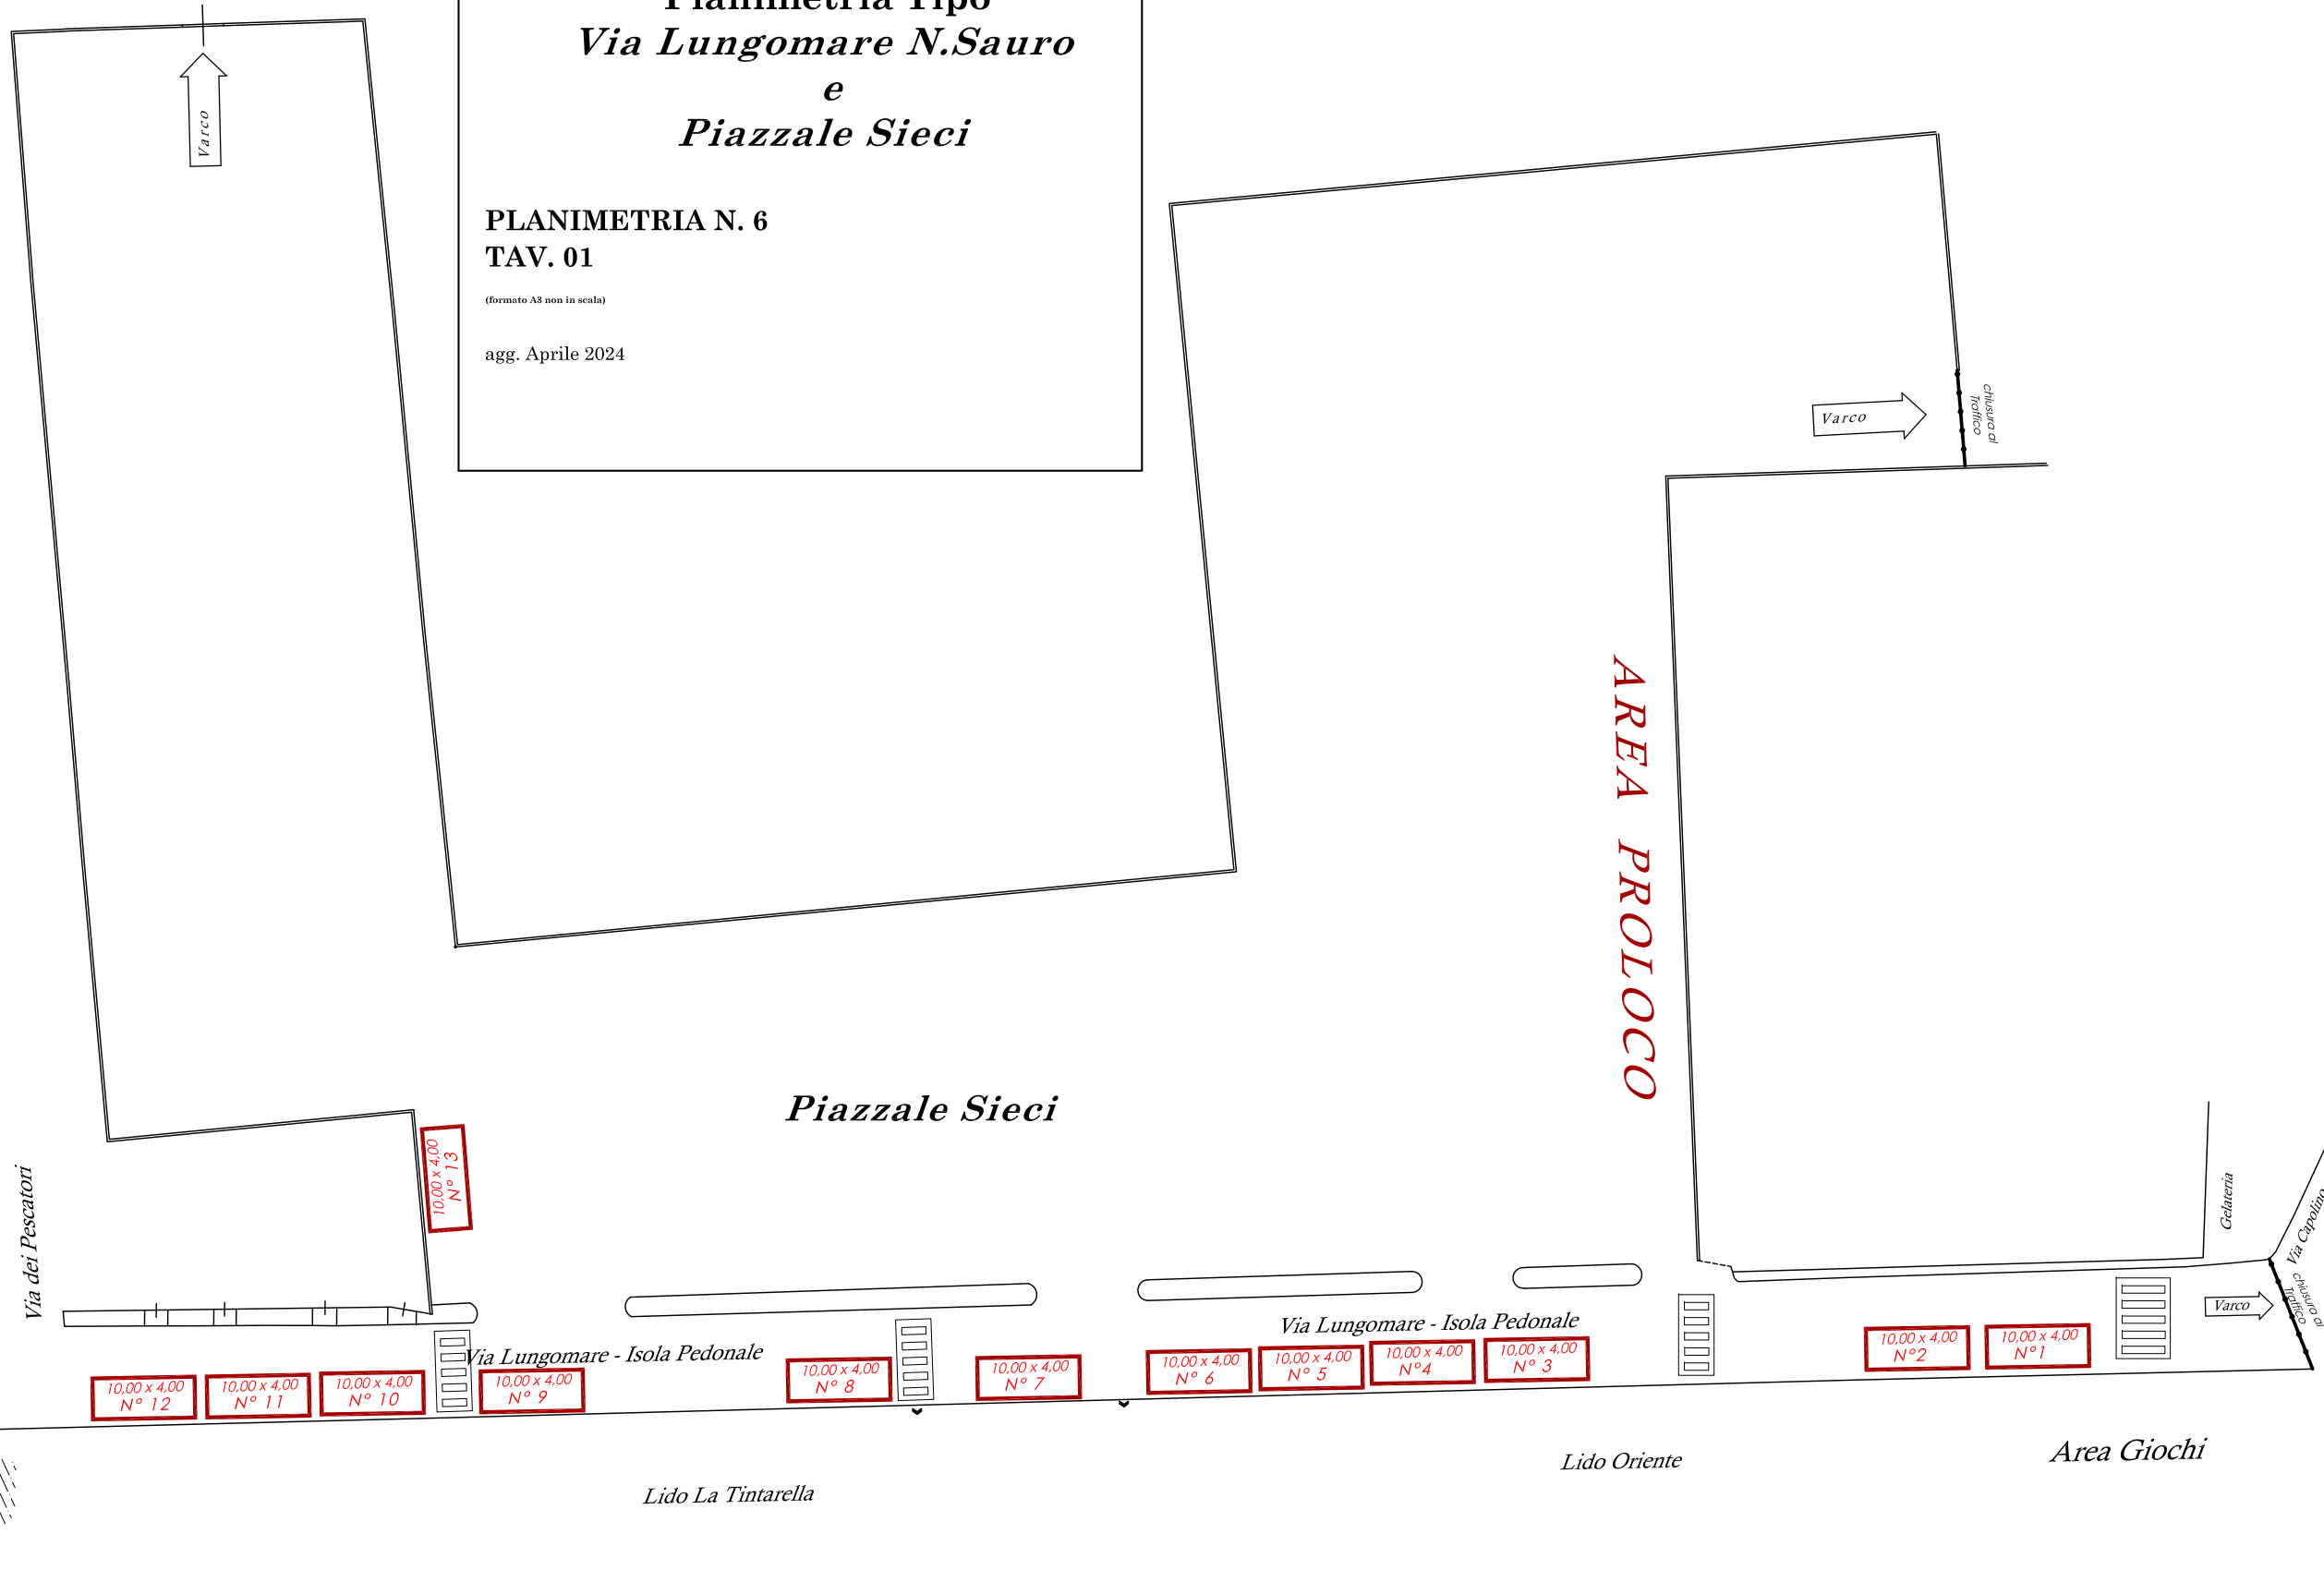 Planimetria Tipo
Via Lungomare N.Sauro
e
Piazzale Sieci
PLANIMETRIA N. 6
TAV. 01
(formato A3 non in scala)
agg. Aprile 2024
Varco
Varco
chiusura al
Traffico
AREA PROLOCO
Piazzale Sieci
Via dei Pescatori
10,00 x 4,00
N° 13
Gelateria
Via Capolino
chiusura al
Traffico
Varco
Via Lungomare - Isola Pedonale
Via Lungomare - Isola Pedonale
10,00 x 4,00
N° 12
10,00 x 4,00
N° 11
10,00 x 4,00
N° 10
10,00 x 4,00
N° 9
10,00 x 4,00
N° 8
10,00 x 4,00
N° 7
10,00 x 4,00
N° 6
10,00 x 4,00
N° 5
10,00 x 4,00
N°4
10,00 x 4,00
N° 3
10,00 x 4,00
N°2
10,00 x 4,00
N°1
Lido La Tintarella
Lido Oriente
Area Giochi